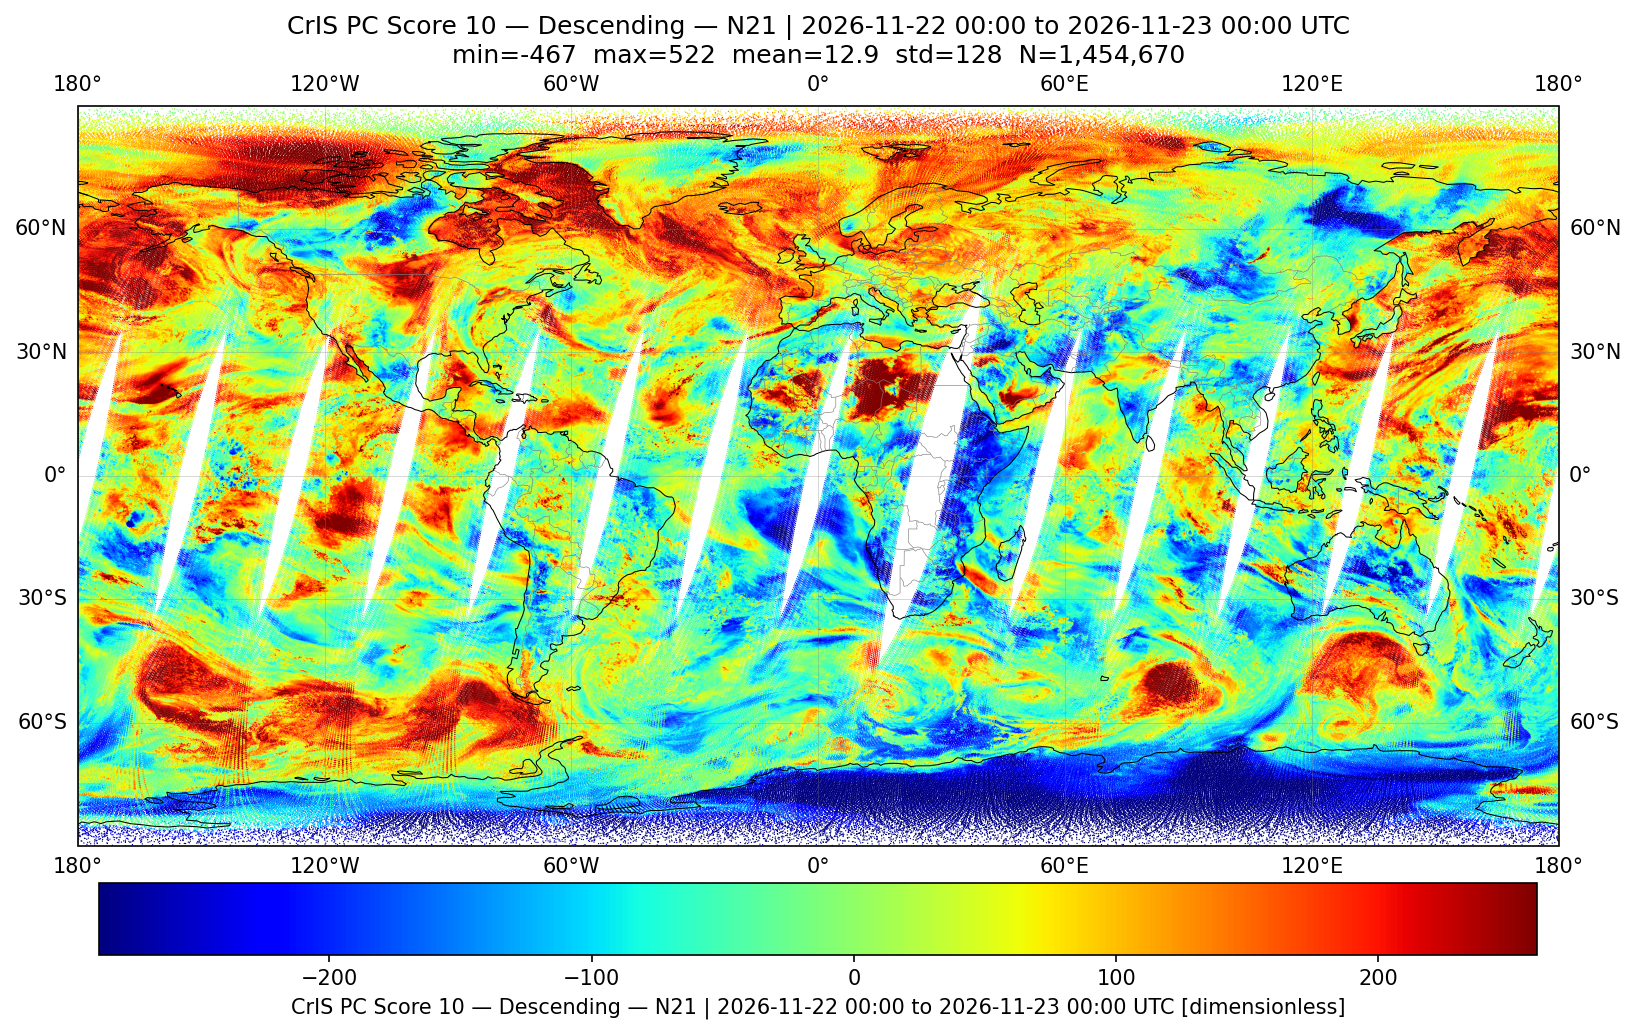 CrIS PC Score 10 — Descending — N21 | 2026-11-22 00:00 to 2026-11-23 00:00 UTC
min=-467 max=522 mean=12.9 std=128 N=1,454,670
180° 120°W 60°W 0° 60°E 120°E 180°
60°N 60°N
30°N 30°N
0° 0°
30°S 30°S
60°S 60°S
180° 120°W 60°W 0° 60°E 120°E 180°
−200 −100 0 100 200
CrIS PC Score 10 — Descending — N21 | 2026-11-22 00:00 to 2026-11-23 00:00 UTC [dimensionless]